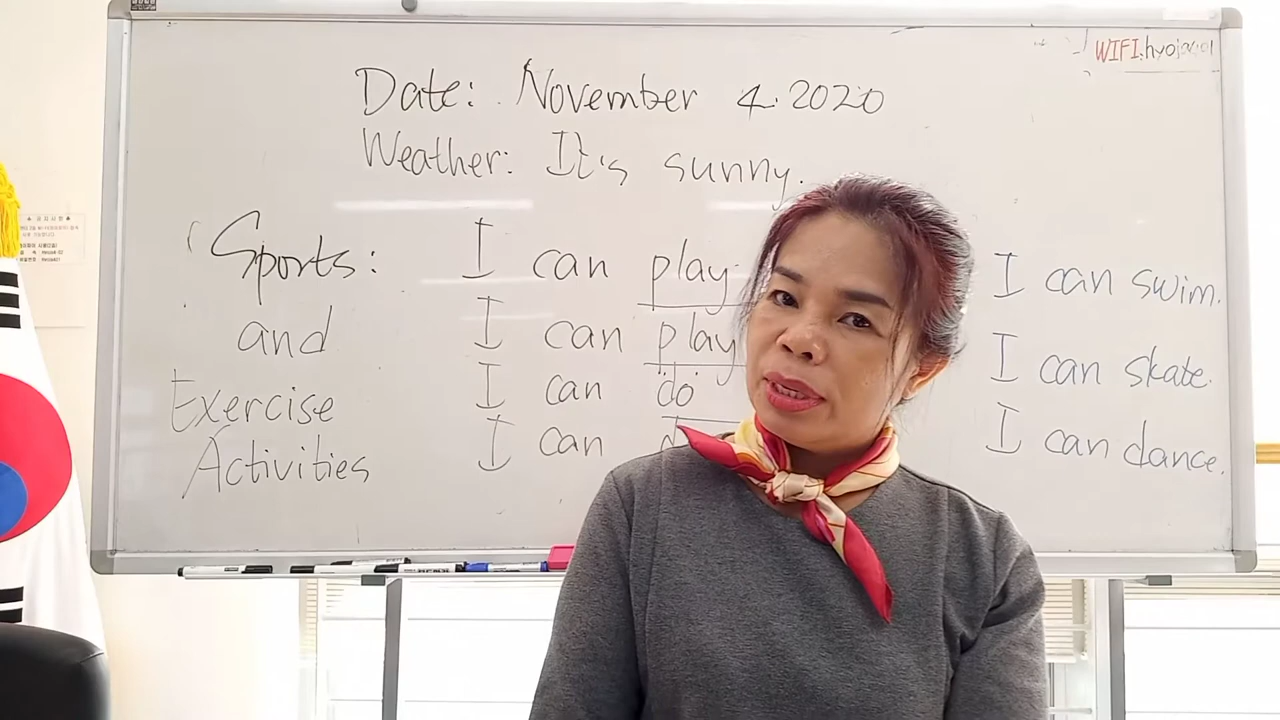 WIFI:
Date: November 4. 2020
Weather: It's sunny.
Sports:
and
Exercise
Activities
I can play
I can play
I can do
I can
I can swim.
I can skate.
I can dance.